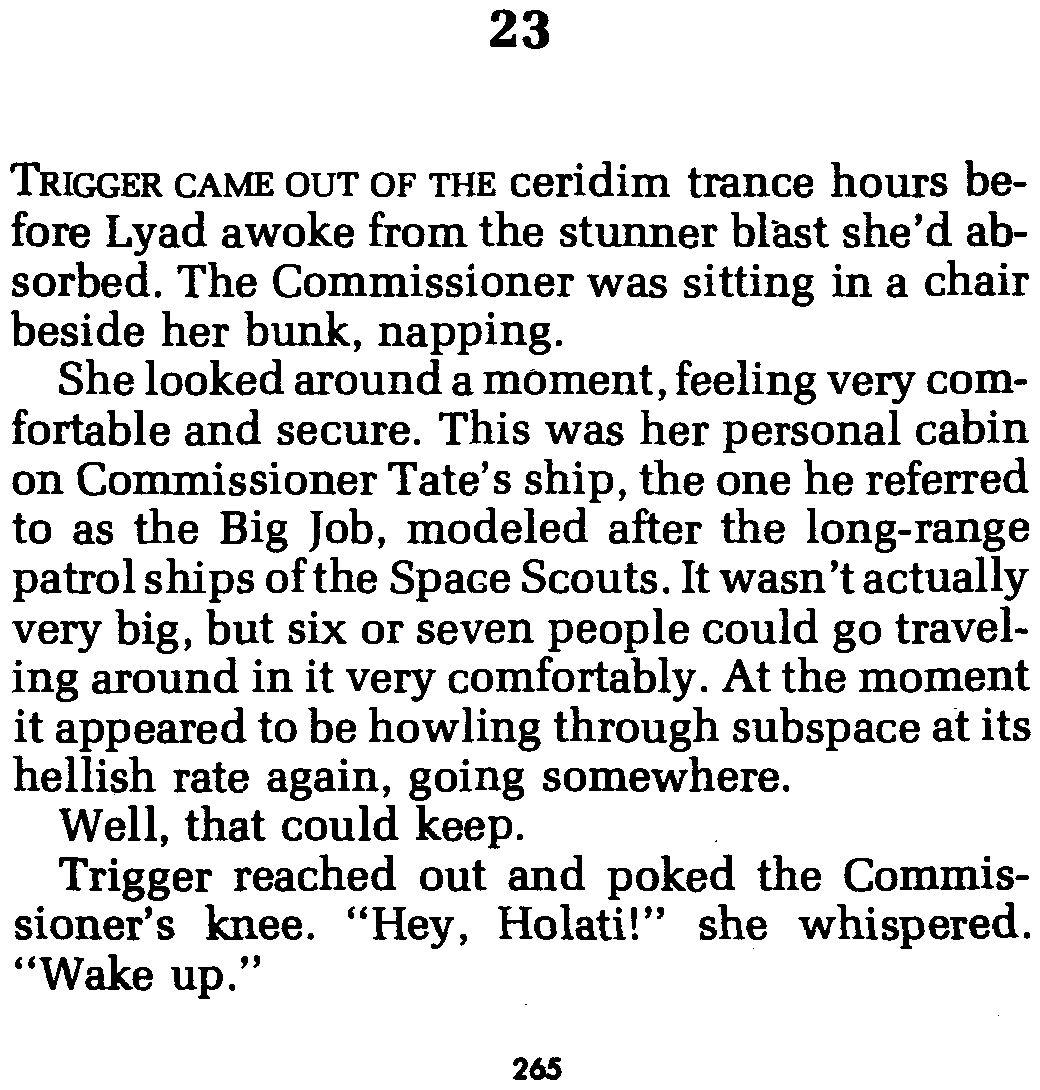 23
TRIGGER CAME OUT OF THE ceridim trance hours be-
fore Lyad awoke from the stunner blast she'd ab-
sorbed. The Commissioner was sitting in a chair
beside her bunk, napping.
She looked around a moment, feeling very com-
fortable and secure. This was her personal cabin
on Commissioner Tate's ship, the one he referred
to as the Big Job, modeled after the long-range
patrol ships of the Space Scouts. It wasn't actually
very big, but six or seven people could go travel-
ing around in it very comfortably. At the moment
it appeared to be howling through subspace at its
hellish rate again, going somewhere.
Well, that could keep.
Trigger reached out and poked the Commis-
sioner's knee. “Hey, Holati!” she whispered.
“Wake up.”
265